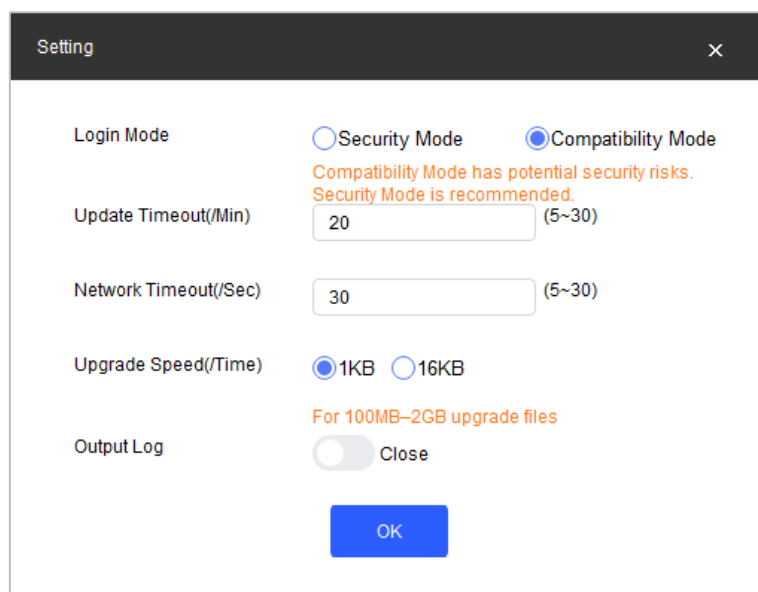 Setting
Login Mode Security Mode Compatibility Mode
Compatibility Mode has potential security risks.
Security Mode is recommended.
Update Timeout(/Min) 20 (5~30)
Network Timeout(/Sec) 30 (5~30)
Upgrade Speed(/Time) 1KB 16KB
For 100MB–2GB upgrade files
Output Log Close
OK